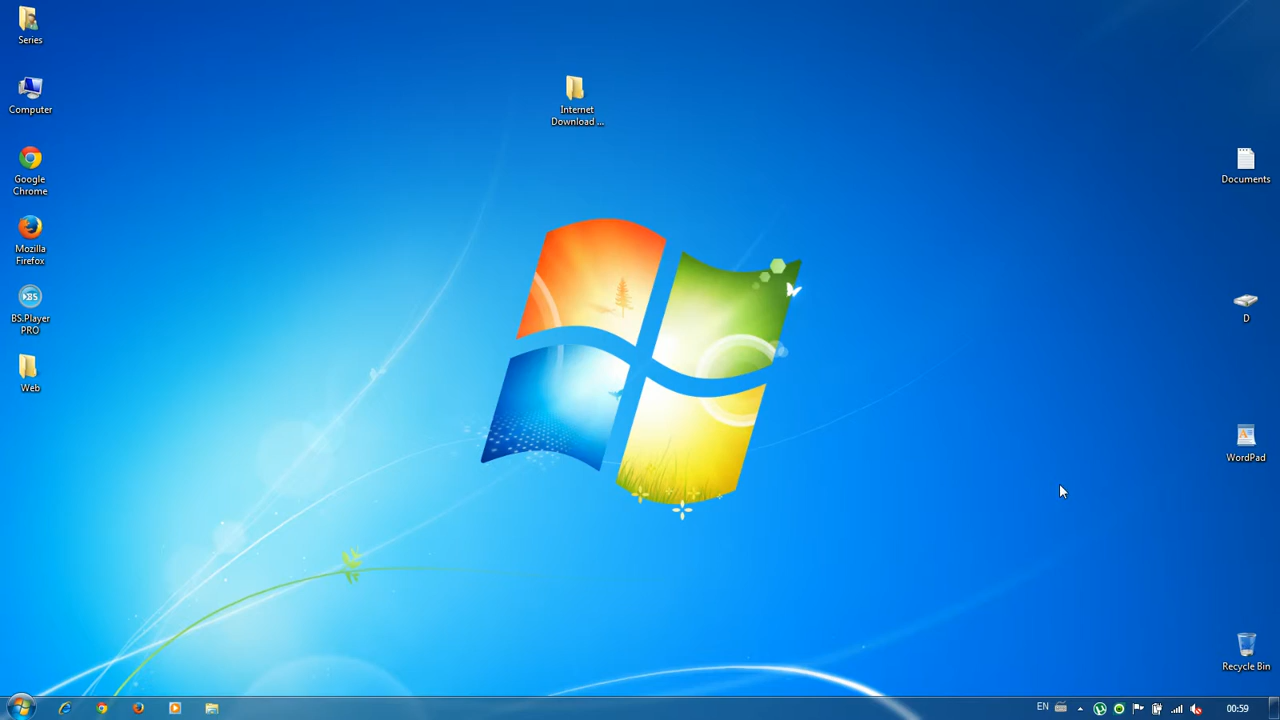 Series
Computer
Google
Chrome
Mozilla
Firefox
BS.Player
PRO
Web
Internet
Download ...
Documents
D
WordPad
Recycle Bin
EN
00:59